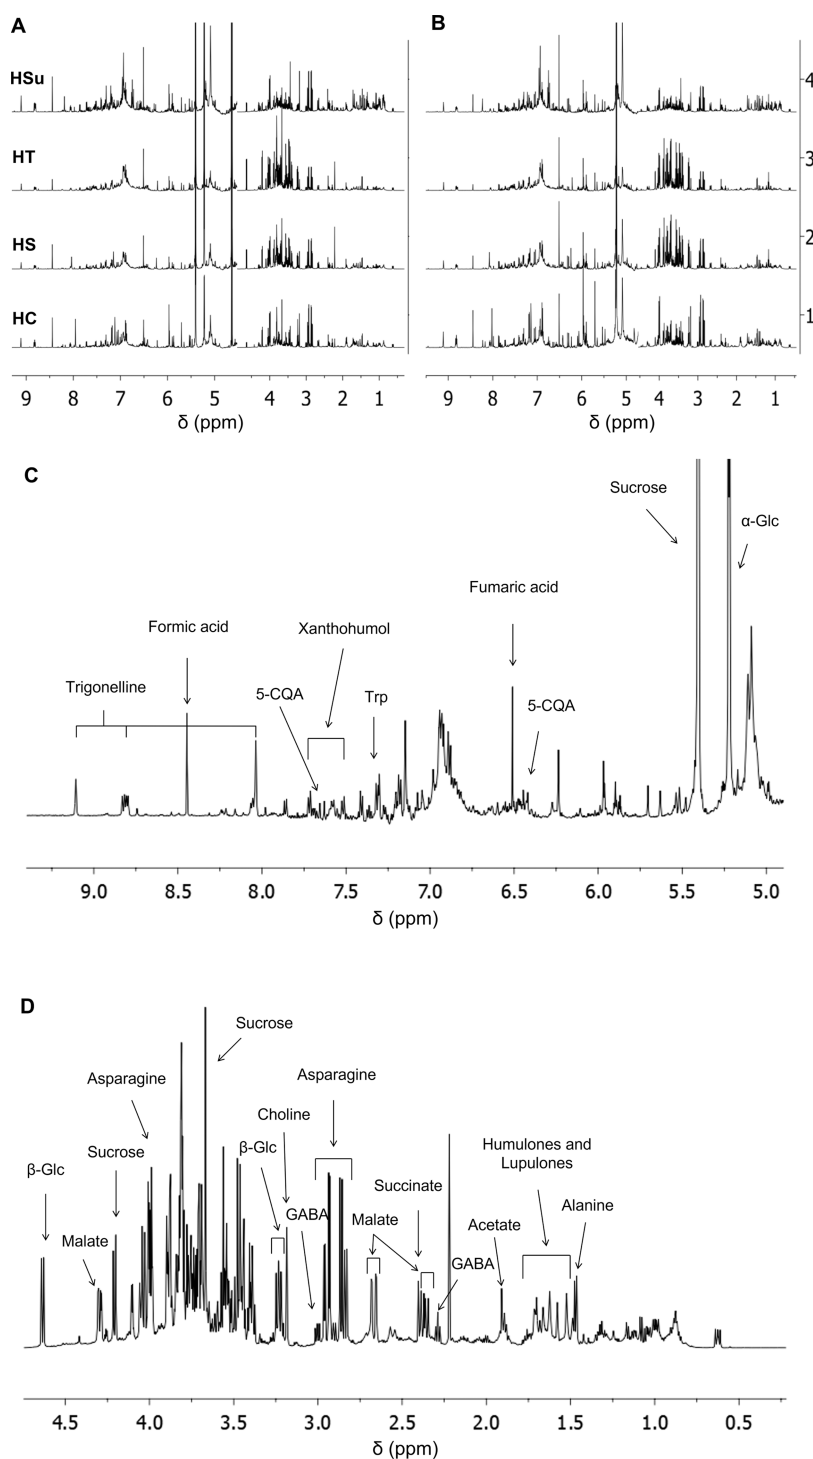 A
B
HSu
HT
HS
HC
4
3
2
1
9 8 7 6 5 4 3 2 1
δ (ppm)
9 8 7 6 5 4 3 2 1
δ (ppm)
C
Sucrose
α-Glc
Fumaric acid
Formic acid
Xanthohumol
Trigonelline
5-CQA
Trp
5-CQA
9.0 8.5 8.0 7.5 7.0 6.5 6.0 5.5 5.0
δ (ppm)
D
Sucrose
Asparagine
Asparagine
Choline
Sucrose
β-Glc
Humulones and
Lupulones
β-Glc
Succinate
Alanine
GABA
Malate
Acetate
Malate
GABA
4.5 4.0 3.5 3.0 2.5 2.0 1.5 1.0 0.5
δ (ppm)